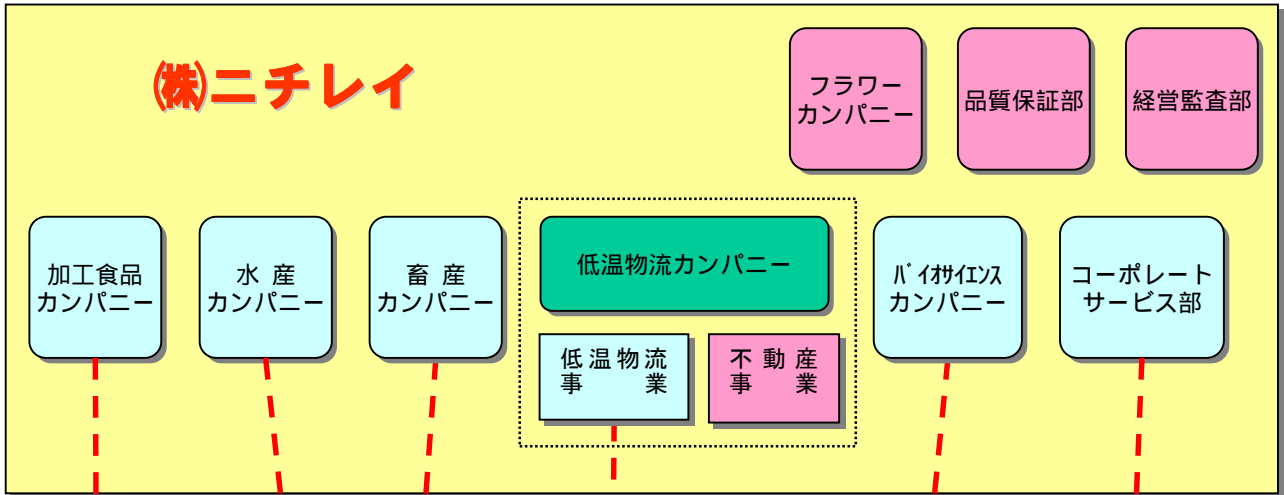 ㈱ニチレイ
フラワー
カンパニー
品質保証部
経営監査部
加工食品
カンパニー
水 産
カンパニー
畜 産
カンパニー
低温物流カンパニー
低温物流
事 業
不動産
事 業
ﾊﾞｲｵｻｲｴﾝｽ
カンパニー
コーポレート
サービス部